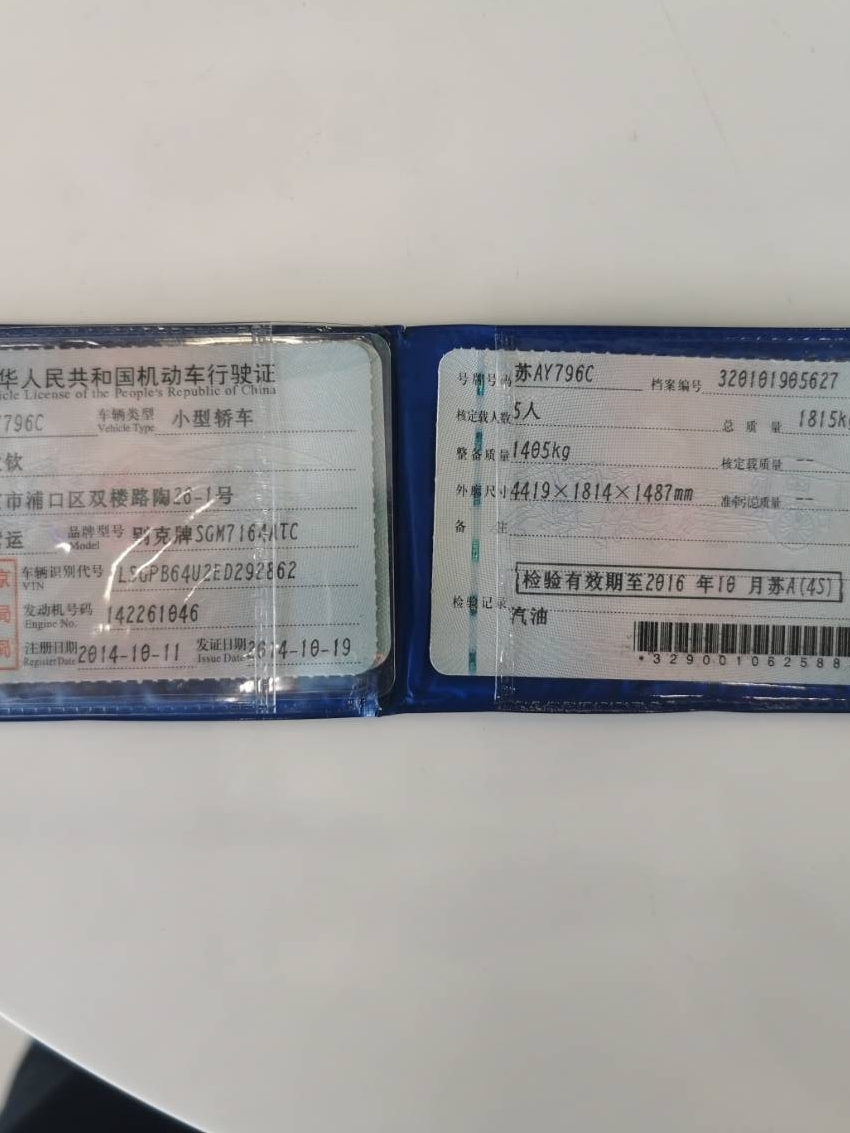 华人民共和国机动车行驶证
icle License of the People's Republic of China
796C 车辆类型 Vehicle Type 小型轿车
钦
市浦口区双楼路陶26-1号
运 品牌型号 Model 别克牌SGM7164ATC
车辆识别代号 VIN LSGPB64U2ED292862
发动机号码 Engine No. 142261046
注册日期 Register Date 2014-10-11 发证日期 Issue Date 2014-10-19
京
局
局
号牌号码 苏AY796C 档案编号 320101905627
核定载人数 5人 总质量 1815kg
整备质量 1405kg 核定载质量 --
外廓尺寸 4419×1814×1487mm 准牵引总质量 --
备注
检验有效期至2016 年10 月苏A(4S)
检验记录
汽油
*329001062588